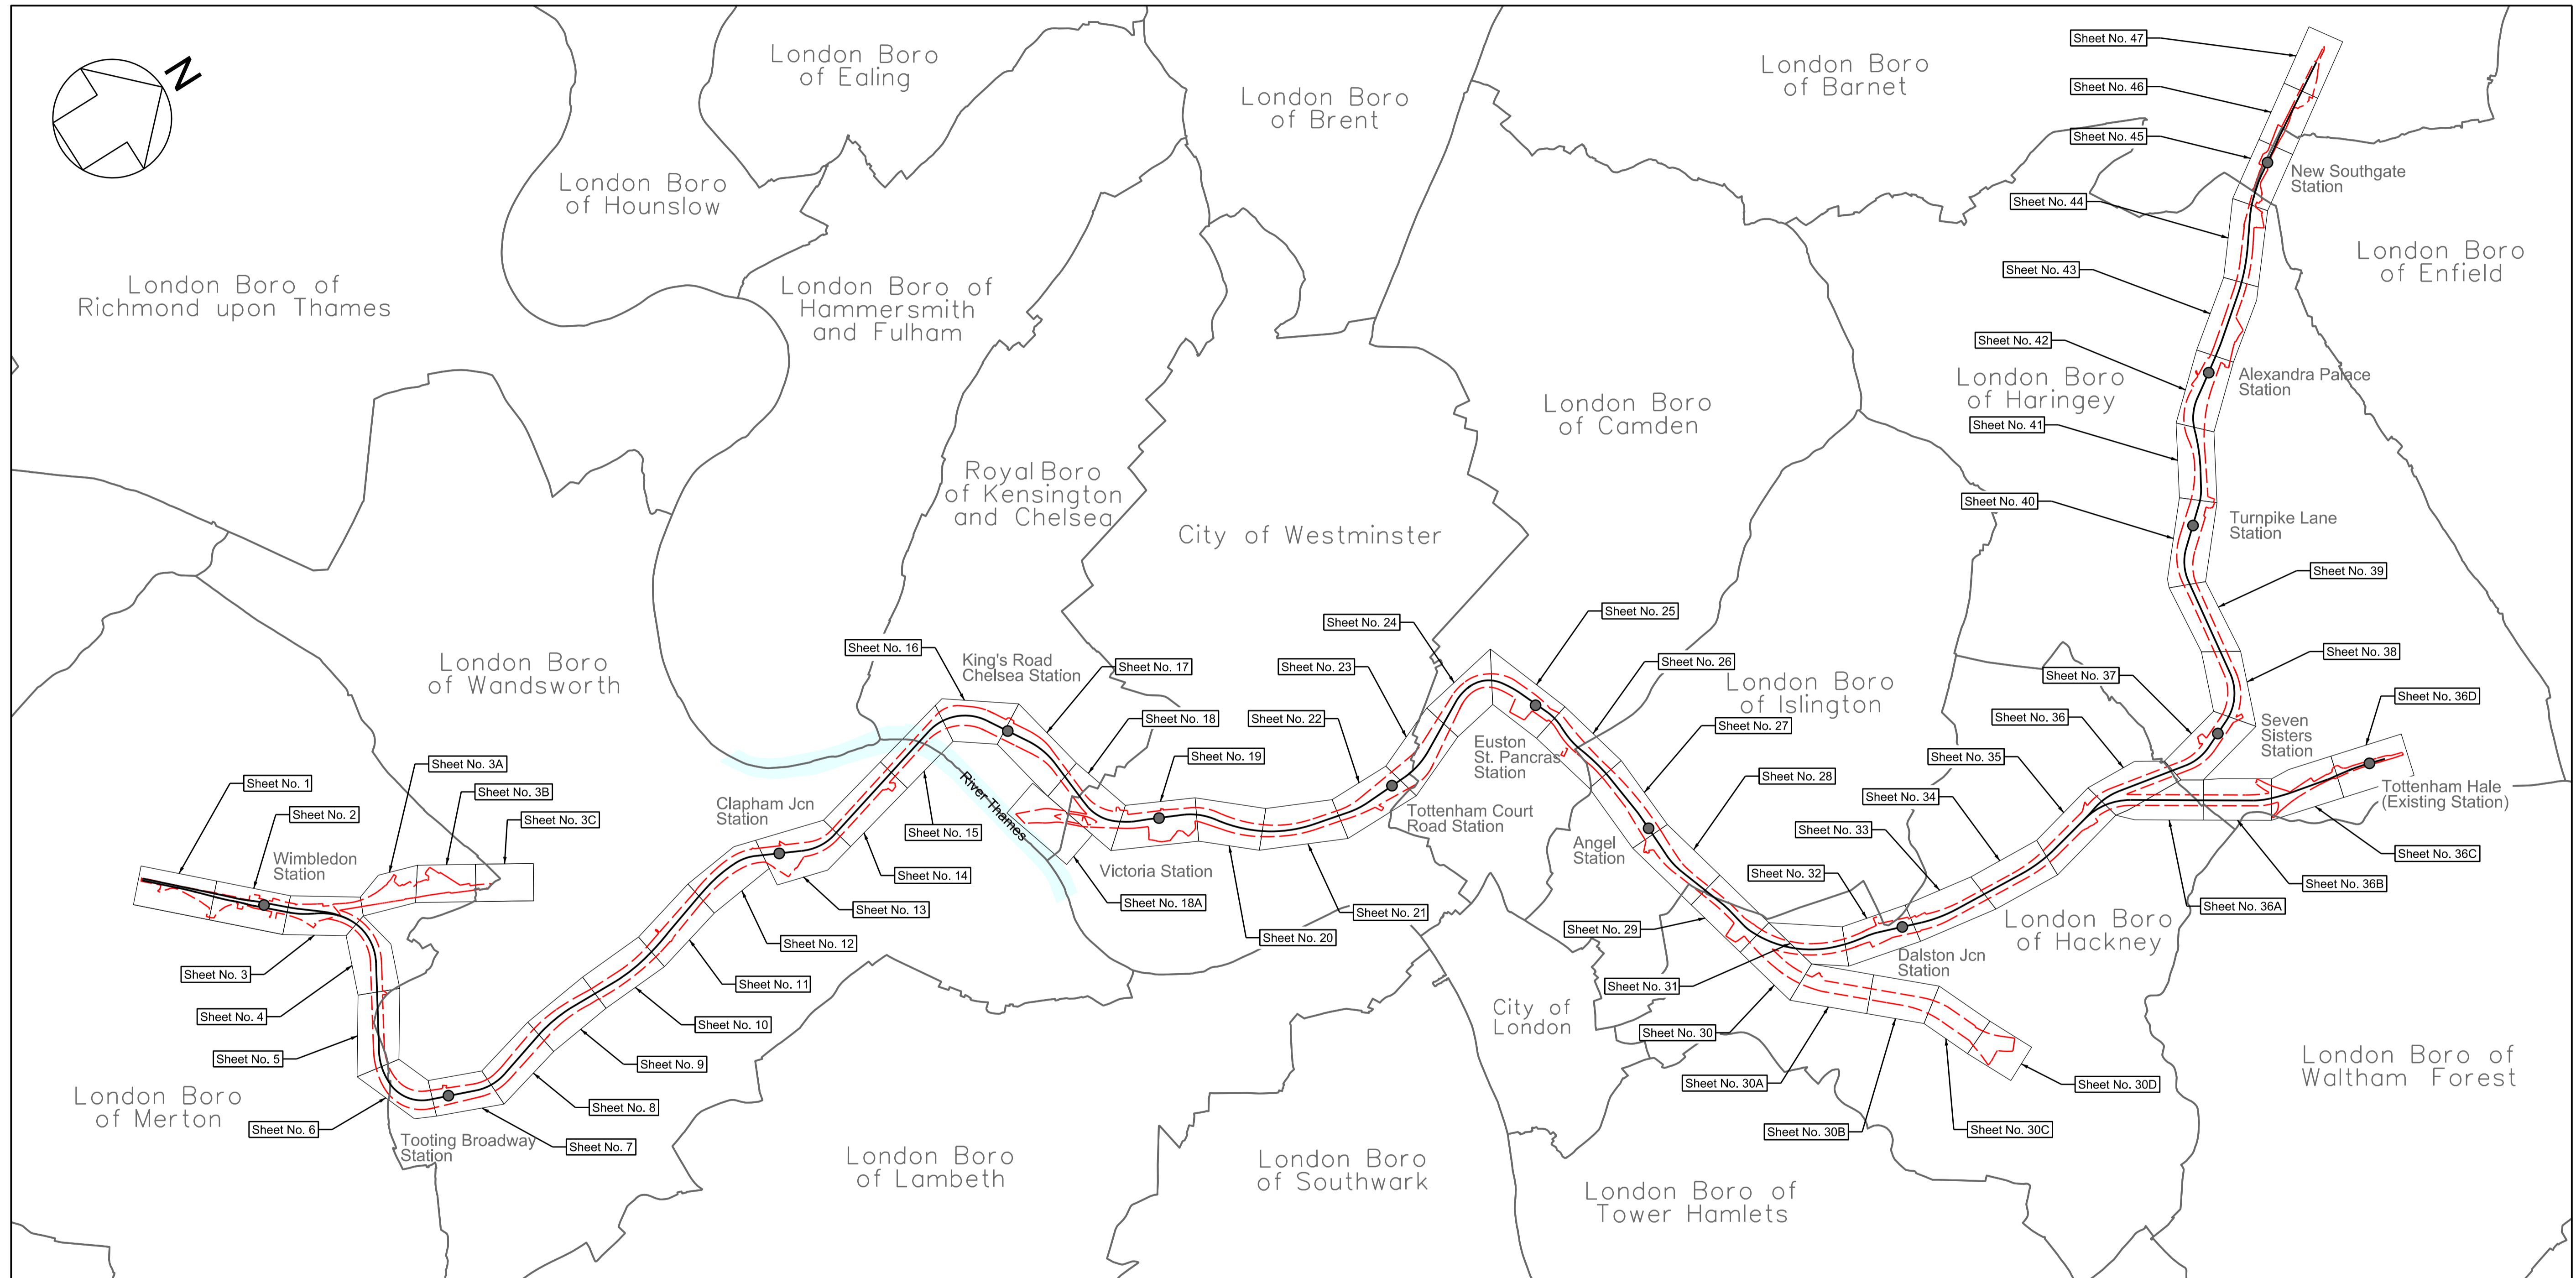 N
London Boro
of Ealing
London Boro
of Brent
London Boro
of Barnet
Sheet No. 47
Sheet No. 46
Sheet No. 45
New Southgate
Station
London Boro
of Hounslow
Sheet No. 44
London Boro
of Enfield
Sheet No. 43
London Boro of
Richmond upon Thames
London Boro of
Hammersmith
and Fulham
Sheet No. 42
London Boro
of Haringey
Alexandra Palace
Station
London Boro
of Camden
Sheet No. 41
Royal Boro
of Kensington
and Chelsea
City of Westminster
Sheet No. 40
Turnpike Lane
Station
Sheet No. 39
Sheet No. 38
Sheet No. 37
Sheet No. 36D
Sheet No. 36
Seven
Sisters
Station
Sheet No. 35
Tottenham Hale
(Existing Station)
Sheet No. 34
Sheet No. 33
Sheet No. 36C
Sheet No. 36B
Sheet No. 36A
London Boro
of Wandsworth
Sheet No. 16
King's Road
Chelsea Station
Sheet No. 17
Sheet No. 18
Sheet No. 19
Sheet No. 22
Sheet No. 23
Sheet No. 24
Sheet No. 25
Sheet No. 26
London Boro
of Islington
Sheet No. 27
Sheet No. 28
Euston
St. Pancras
Station
Tottenham Court
Road Station
Angel
Station
Sheet No. 32
Sheet No. 1
Sheet No. 2
Sheet No. 3A
Sheet No. 3B
Sheet No. 3C
Wimbledon
Station
Clapham Jcn
Station
Sheet No. 15
River Thames
Sheet No. 14
Sheet No. 13
Sheet No. 12
Sheet No. 11
Sheet No. 10
Sheet No. 9
Sheet No. 8
Sheet No. 7
Victoria Station
Sheet No. 18A
Sheet No. 20
Sheet No. 21
Sheet No. 29
Dalston Jcn
Station
London Boro
of Hackney
Sheet No. 31
Sheet No. 30
City of
London
Sheet No. 30A
Sheet No. 30B
Sheet No. 30C
Sheet No. 30D
Sheet No. 3
Sheet No. 4
Sheet No. 5
London Boro
of Merton
Sheet No. 6
Tooting Broadway
Station
London Boro
of Lambeth
London Boro
of Southwark
London Boro of
Tower Hamlets
London Boro of
Waltham Forest